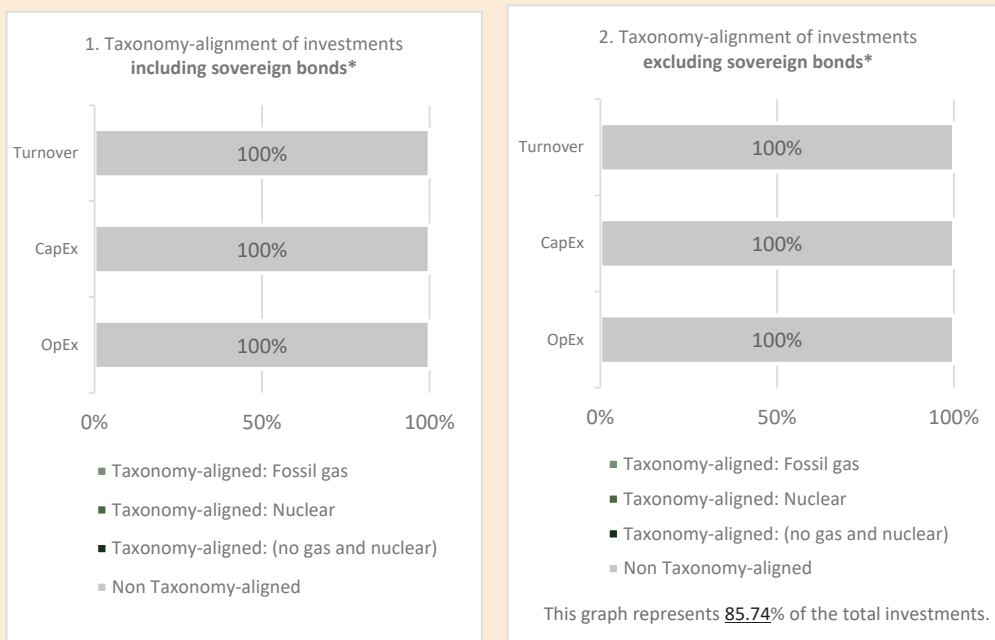 1. Taxonomy-alignment of investments
including sovereign bonds*
Turnover
100%
CapEx
100%
OpEx
100%
0%
50%
100%
Taxonomy-aligned: Fossil gas
Taxonomy-aligned: Nuclear
Taxonomy-aligned: (no gas and nuclear)
Non Taxonomy-aligned
2. Taxonomy-alignment of investments
excluding sovereign bonds*
Turnover
100%
CapEx
100%
OpEx
100%
0%
50%
100%
Taxonomy-aligned: Fossil gas
Taxonomy-aligned: Nuclear
Taxonomy-aligned: (no gas and nuclear)
Non Taxonomy-aligned
This graph represents 85.74% of the total investments.